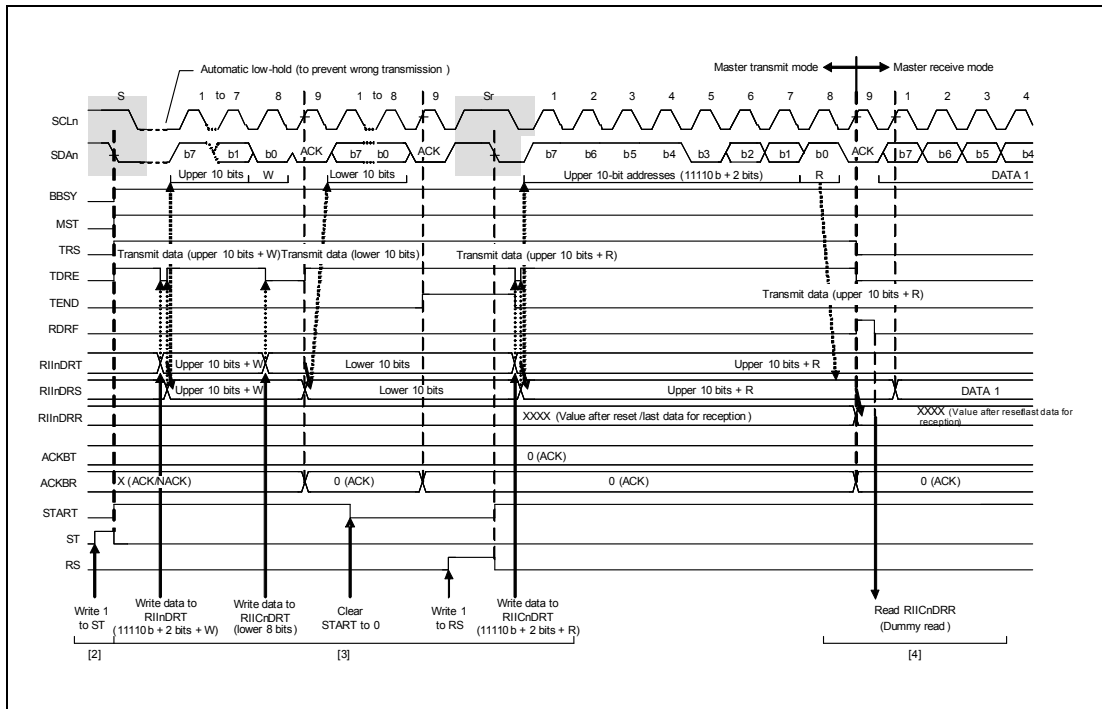 Master transmit mode Master receive mode
Automatic low-hold (to prevent wrong transmission )
S 1 to 7 8 9 1 to 8 9 Sr 1 2 3 4 5 6 7 8 9 1 2 3 4
SCLn
SDAn b7 b1 b0 ACK b7 b0 ACK b7 b6 b5 b4 b3 b2 b1 b0 ACK b7 b6 b5 b4
Upper 10 bits W Lower 10 bits Upper 10-bit addresses (11110 b + 2 bits) R DATA 1
BBSY
MST
TRS
Transmit data (upper 10 bits + W) Transmit data (lower 10 bits) Transmit data (upper 10 bits + R)
TDRE
TEND
Transmit data (upper 10 bits + R)
RDRF
RIInDRT Upper 10 bits + W Lower 10 bits Upper 10 bits + R
RIInDRS Upper 10 bits + W Lower 10 bits Upper 10 bits + R DATA 1
RIInDRR XXXX (Value after reset /last data for reception ) XXXX (Value after reset/last data for
reception)
ACKBT 0 (ACK)
ACKBR X (ACK/NACK) 0 (ACK) 0 (ACK) 0 (ACK)
START
ST
RS
Write 1
to ST
Write data to
RIInDRT
(11110 b + 2 bits + W)
Write data to
RIICnDRT
(lower 8 bits)
Clear
START to 0
Write 1
to RS
Write data to
RIICnDRT
(11110 b + 2 bits + R)
Read RIICnDRR
(Dummy read )
[2] [3] [4]